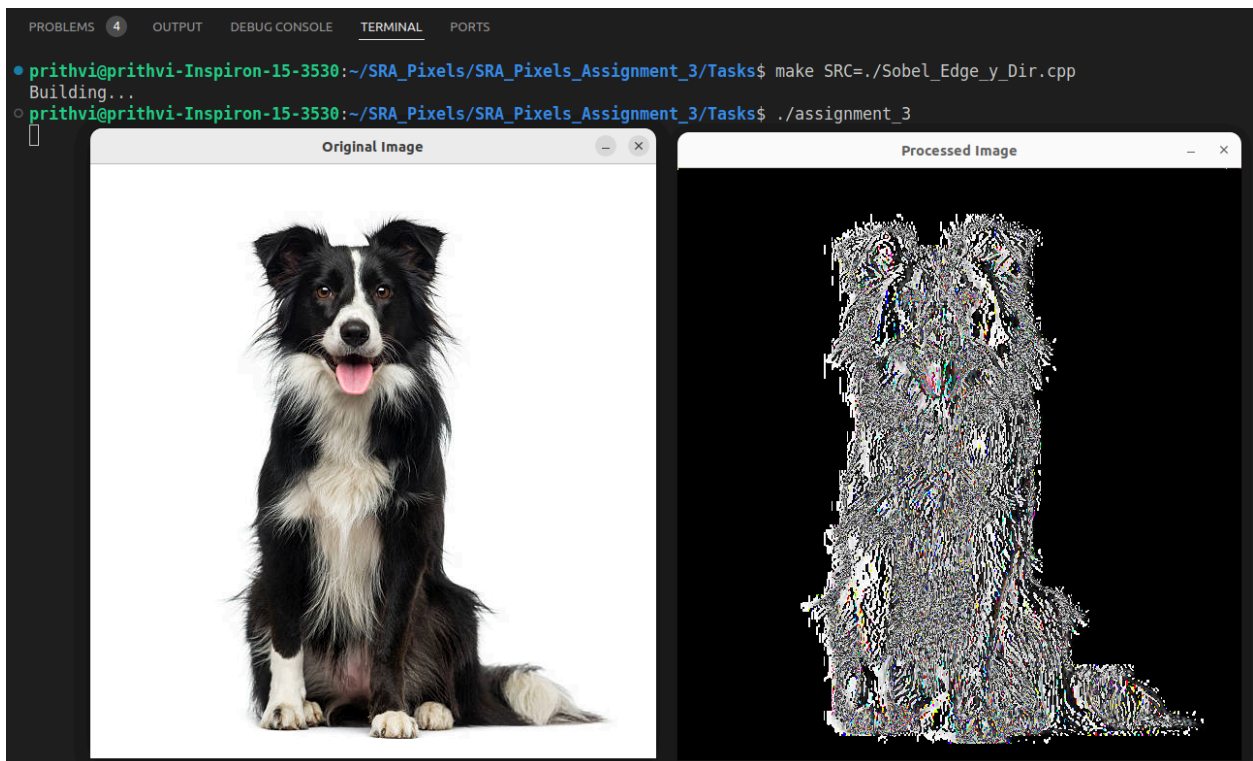 PROBLEMS 4 OUTPUT DEBUG CONSOLE TERMINAL PORTS
prithvi@prithvi-Inspiron-15-3530:~/SRA_Pixels/SRA_Pixels_Assignment_3/Tasks$ make SRC=./Sobel_Edge_y_Dir.cpp
Building...
prithvi@prithvi-Inspiron-15-3530:~/SRA_Pixels/SRA_Pixels_Assignment_3/Tasks$ ./assignment_3
Original Image
Processed Image